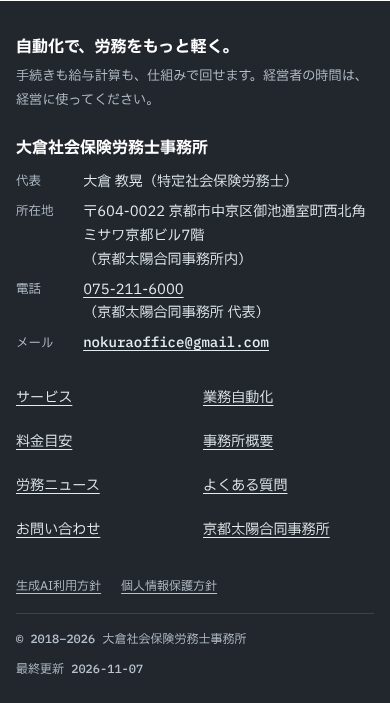 自動化で、労務をもっと軽く。
手続きも給与計算も、仕組みで回せます。経営者の時間は、
経営に使ってください。
大倉社会保険労務士事務所
代表 大倉 教晃（特定社会保険労務士）
所在地 〒604-0022 京都市中京区御池通室町西北角
ミサワ京都ビル7階
（京都太陽合同事務所内）
電話 075-211-6000
（京都太陽合同事務所 代表）
メール nokuraoffice@gmail.com
サービス 業務自動化
料金目安 事務所概要
労務ニュース よくある質問
お問い合わせ 京都太陽合同事務所
生成AI利用方針 個人情報保護方針
© 2018–2026 大倉社会保険労務士事務所
最終更新 2026-11-07